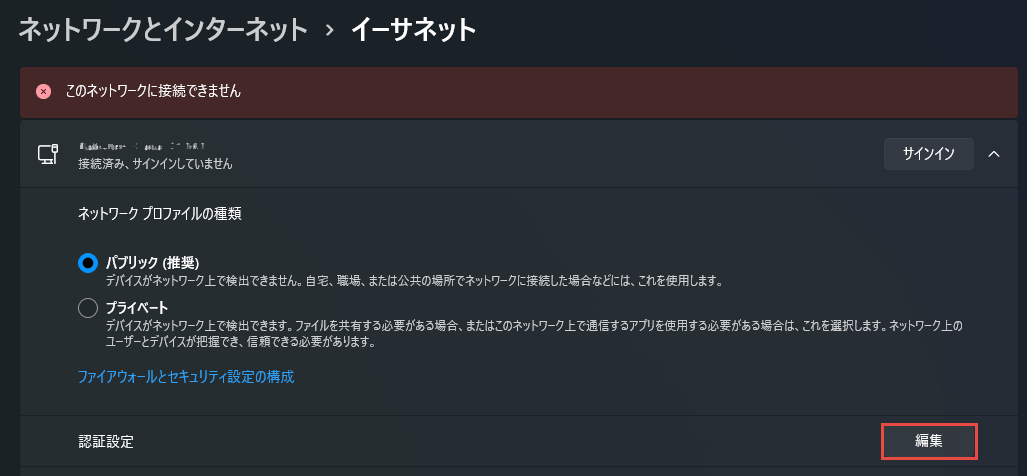 ネットワークとインターネット › イーサネット
このネットワークに接続できません
接続済み、サインインしていません
サインイン
ネットワーク プロファイルの種類
パブリック (推奨)
デバイスがネットワーク上で検出できません。自宅、職場、または公共の場所でネットワークに接続した場合などには、これを使用します。
プライベート
デバイスがネットワーク上で検出できます。ファイルを共有する必要がある場合、またはこのネットワーク上で通信するアプリを使用する必要がある場合は、これを選択します。ネットワーク上の
ユーザーとデバイスが把握でき、信頼できる必要があります。
ファイアウォールとセキュリティ設定の構成
認証設定
編集